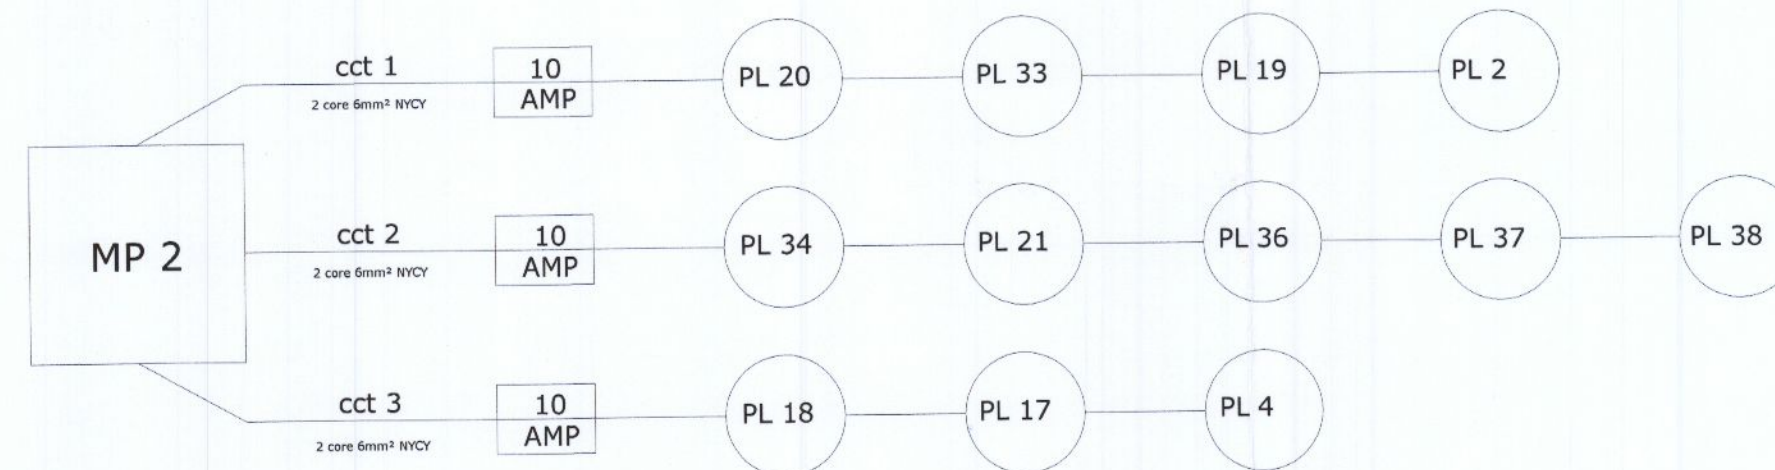 cct 1
2 core 6mm² NYCY
10
AMP
PL 20
PL 33
PL 19
PL 2
MP 2
cct 2
2 core 6mm² NYCY
10
AMP
PL 34
PL 21
PL 36
PL 37
PL 38
cct 3
2 core 6mm² NYCY
10
AMP
PL 18
PL 17
PL 4